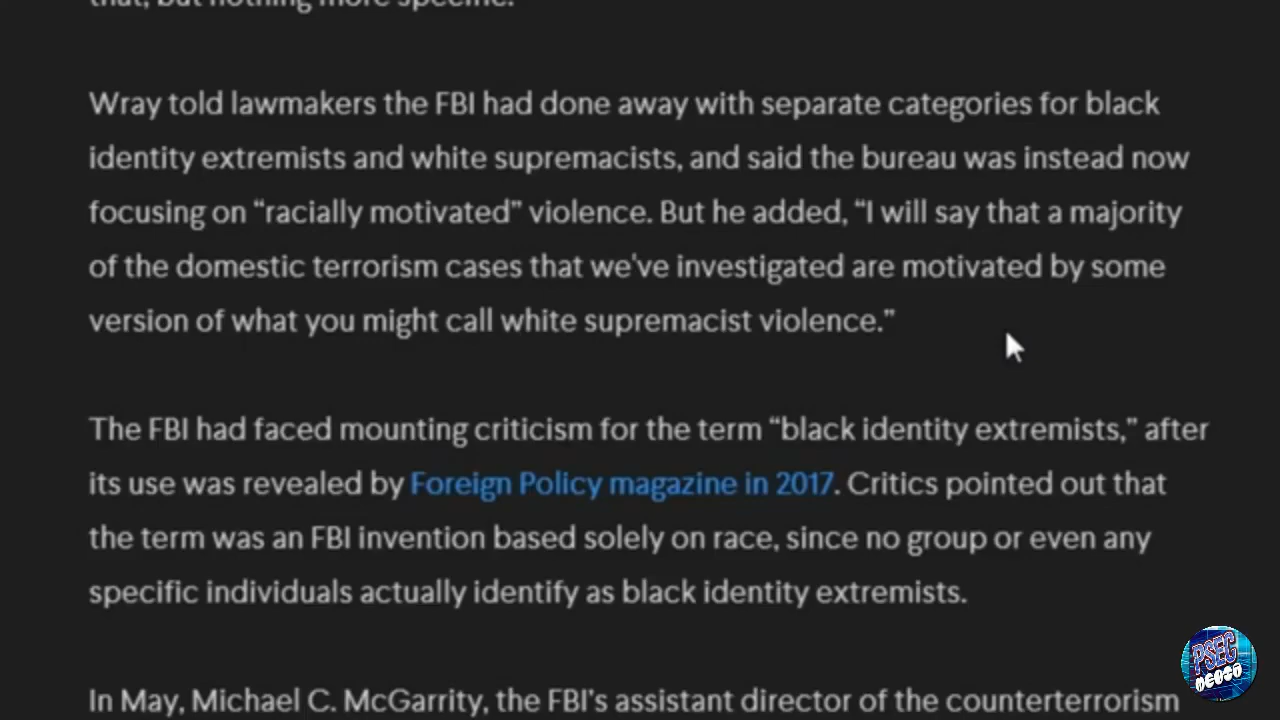 that, but nothing more specific.
Wray told lawmakers the FBI had done away with separate categories for black
identity extremists and white supremacists, and said the bureau was instead now
focusing on “racially motivated” violence. But he added, “I will say that a majority
of the domestic terrorism cases that we've investigated are motivated by some
version of what you might call white supremacist violence.”
The FBI had faced mounting criticism for the term “black identity extremists,” after
its use was revealed by Foreign Policy magazine in 2017. Critics pointed out that
the term was an FBI invention based solely on race, since no group or even any
specific individuals actually identify as black identity extremists.
In May, Michael C. McGarrity, the FBI’s assistant director of the counterterrorism
PSEC